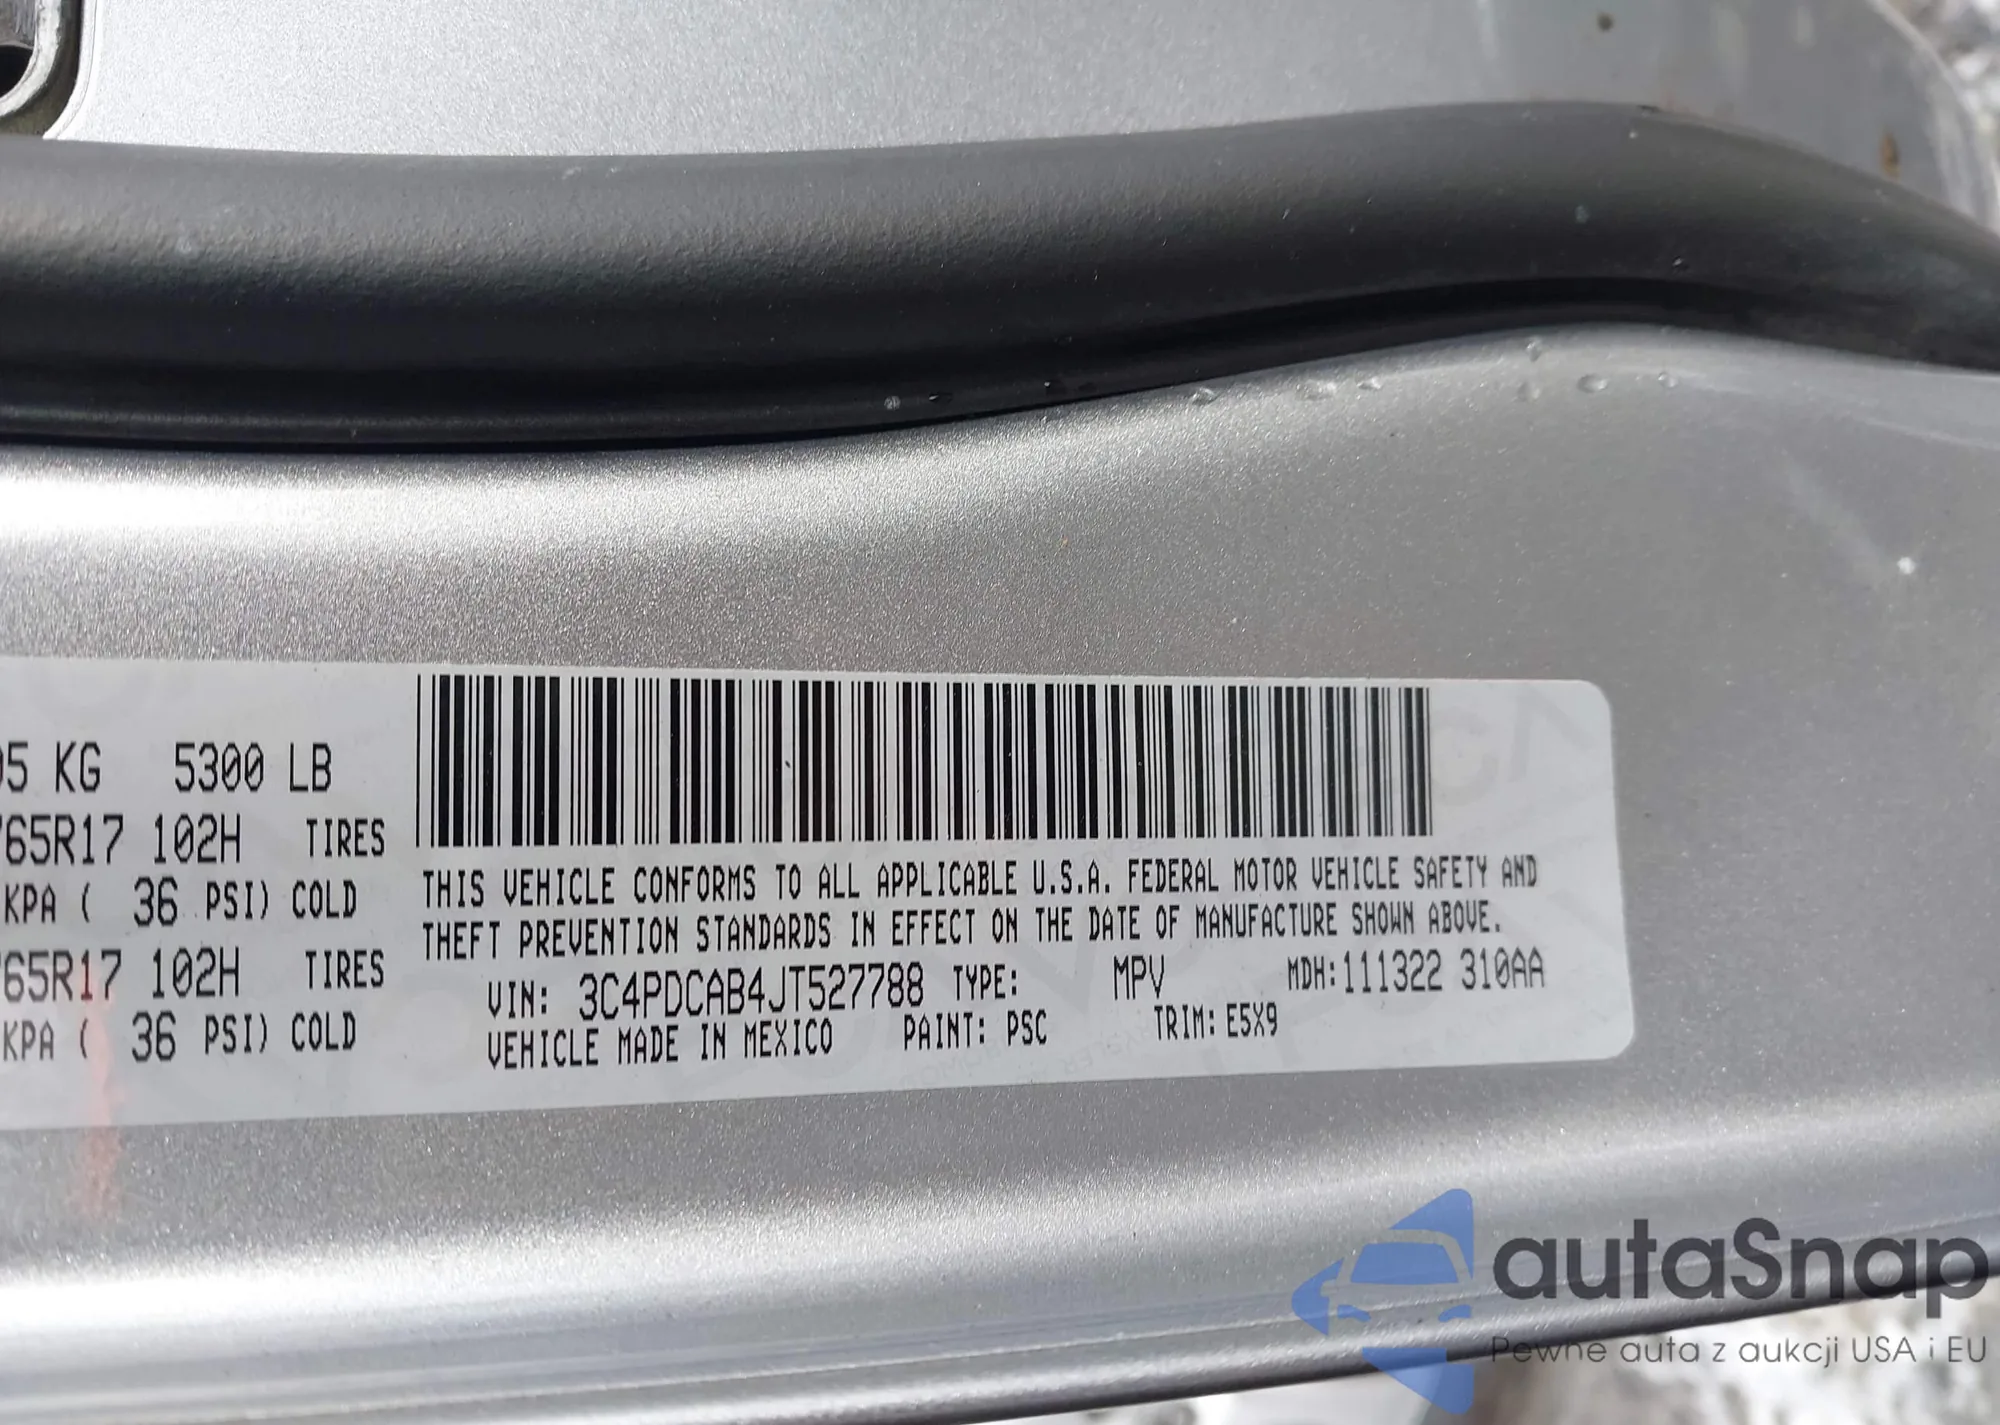 05 KG 5300 LB
65R17 102H TIRES
KPA ( 36 PSI) COLD
65R17 102H TIRES
KPA ( 36 PSI) COLD
THIS VEHICLE CONFORMS TO ALL APPLICABLE U.S.A. FEDERAL MOTOR VEHICLE SAFETY AND
THEFT PREVENTION STANDARDS IN EFFECT ON THE DATE OF MANUFACTURE SHOWN ABOVE.
VIN: 3C4PDCAB4JT527788 TYPE: MPV MDH:111322 310AA
VEHICLE MADE IN MEXICO PAINT: PSC TRIM: E5X9
autaSnap
Pewne auta z aukcji USA i EU